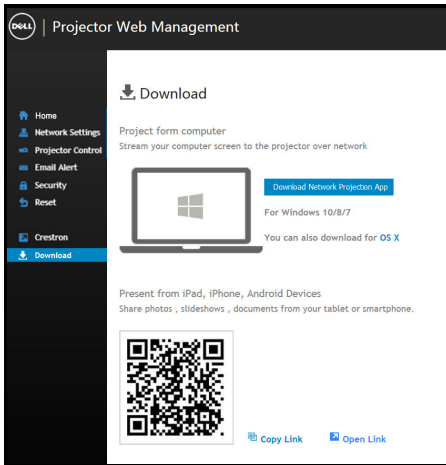 DELL | Projector Web Management
Download
Home
Network Settings
Projector Control
Email Alert
Security
Reset
Crestron
Download
Project form computer
Stream your computer screen to the projector over network
Download Network Projection App
For Windows 10/8/7
You can also download for OS X
Present from iPad, iPhone, Android Devices
Share photos , slideshows , documents from your tablet or smartphone.
Copy Link
Open Link